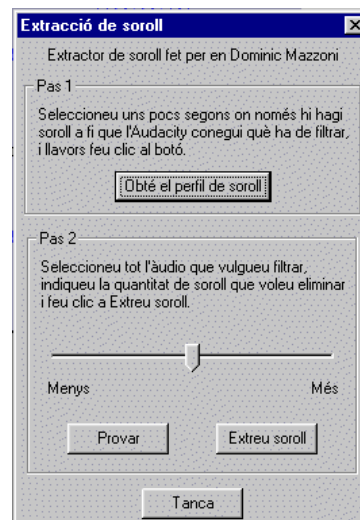 Extracció de soroll
Extractor de soroll fet per en Dominic Mazzoni
Pas 1
Seleccioneu uns pocs segons on només hi hagi
soroll a fi que l'Audacity conegui què ha de filtrar,
i llavors feu clic al botó.
Obté el perfil de soroll
Pas 2
Seleccioneu tot l'àudio que vulgueu filtrar,
indiqueu la quantitat de soroll que voleu eliminar
i feu clic a Extreu soroll.
Menys Més
Provar Extreu soroll
Tanca